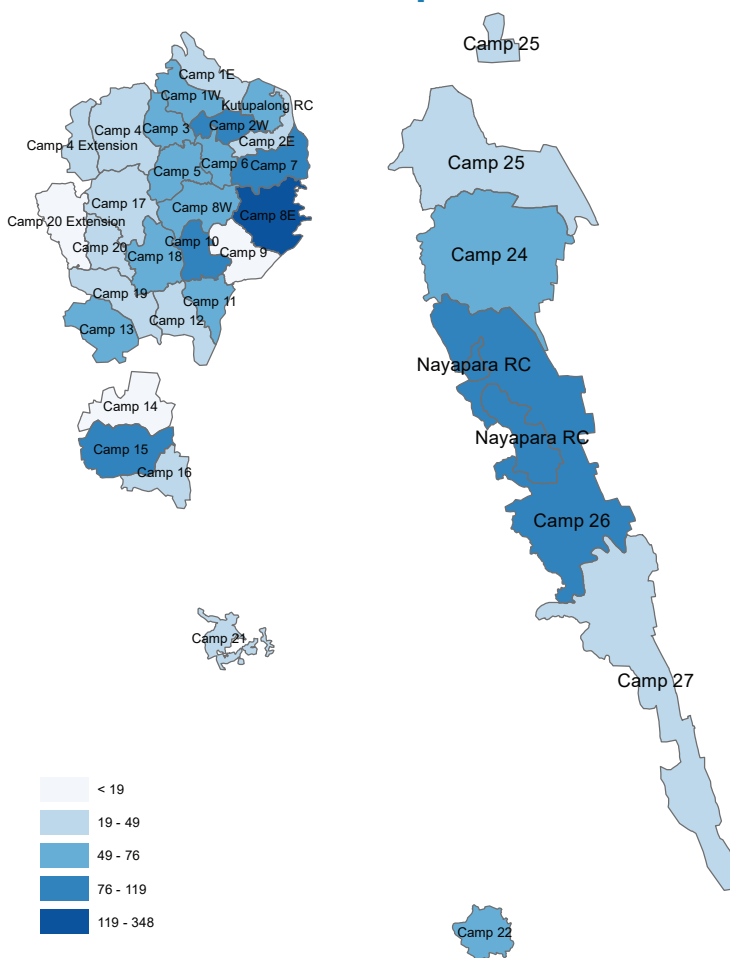 Camp 25
Camp 1E
Camp 1W
Kutupalong RC
Camp 4
Camp 3
Camp 2W
Camp 4 Extension
Camp 2E
Camp 25
Camp 5
Camp 6
Camp 7
Camp 17
Camp 8W
Camp 8E
Camp 20 Extension
Camp 20
Camp 18
Camp 10
Camp 9
Camp 24
Camp 19
Camp 12
Camp 11
Camp 13
Nayapara RC
Camp 14
Nayapara RC
Camp 15
Camp 16
Camp 26
Camp 21
Camp 27
< 19
19 - 49
49 - 76
76 - 119
119 - 348
Camp 22